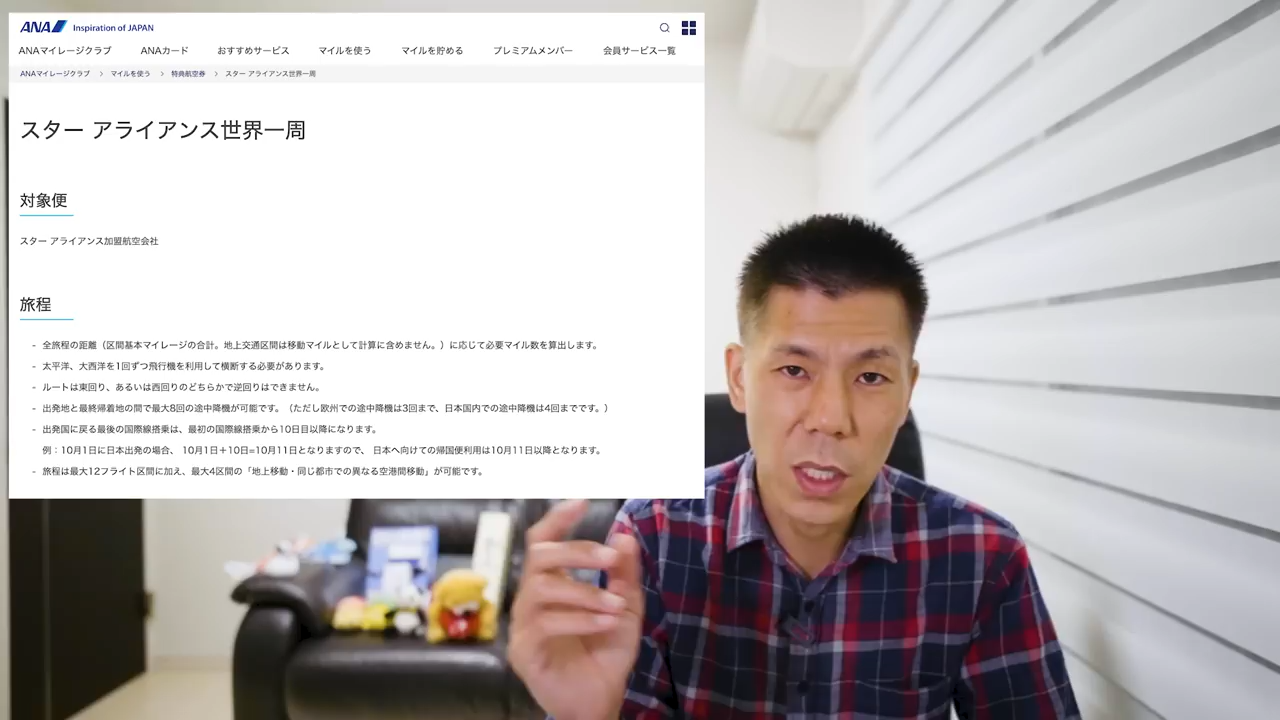 ANA Inspiration of JAPAN
ANAマイレージクラブ ANAカード おすすめサービス マイルを使う マイルを貯める プレミアムメンバー 会員サービス一覧
ANAマイレージクラブ > マイルを使う > 特典航空券 > スター アライアンス世界一周
スター アライアンス世界一周
対象便
スター アライアンス加盟航空会社
旅程
- 全旅程の距離（区間基本マイレージの合計。地上交通区間は移動マイルとして計算に含めません。）に応じて必要マイル数を算出します。
- 太平洋、大西洋を1回ずつ飛行機を利用して横断する必要があります。
- ルートは東回り、あるいは西回りのどちらかで逆回りはできません。
- 出発地と最終帰着地の間で最大8回の途中降機が可能です。（ただし欧州での途中降機は3回まで、日本国内での途中降機は4回までです。）
- 出発国に戻る最後の国際線搭乗は、最初の国際線搭乗から10日目以降になります。
例：10月1日に日本出発の場合、 10月1日＋10日=10月11日となりますので、 日本へ向けての帰国便利用は10月11日以降となります。
- 旅程は最大12フライト区間に加え、最大4区間の「地上移動・同じ都市での異なる空港間移動」が可能です。